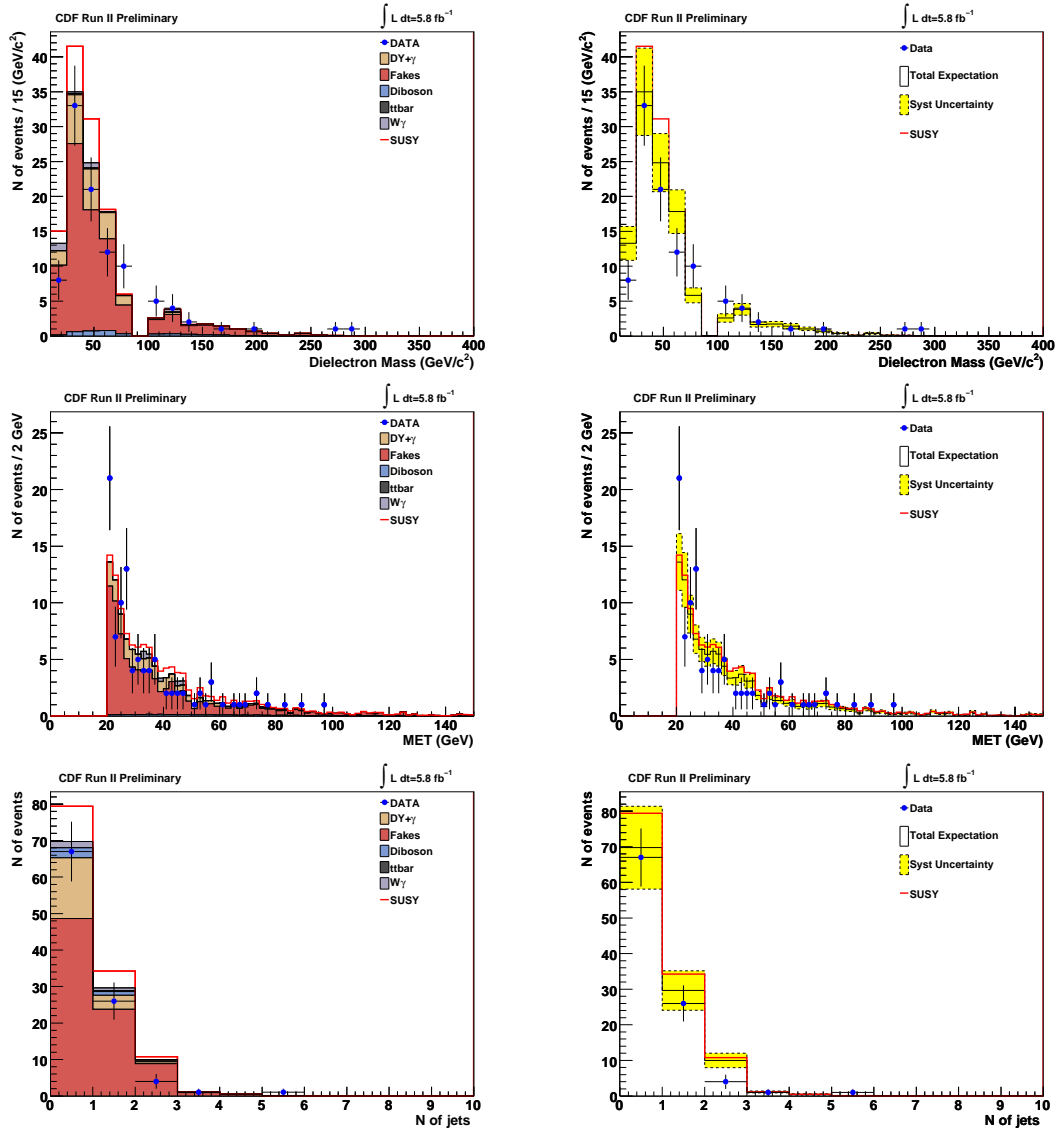 CDF Run II Preliminary ∫ L dt=5.8 fb⁻¹
N of events / 15 (GeV/c²)
40
35
30
25
20
15
10
5
0
DATA
DY+γ
Fakes
Diboson
ttbar
Wγ
SUSY
50 100 150 200 250 300 350 400
Dielectron Mass (GeV/c²)
CDF Run II Preliminary ∫ L dt=5.8 fb⁻¹
N of events / 15 (GeV/c²)
40
35
30
25
20
15
10
5
0
Data
Total Expectation
Syst Uncertainty
SUSY
50 100 150 200 250 300 350 400
Dielectron Mass (GeV/c²)
CDF Run II Preliminary ∫ L dt=5.8 fb⁻¹
N of events / 2 GeV
25
20
15
10
5
0
DATA
DY+γ
Fakes
Diboson
ttbar
Wγ
SUSY
0 20 40 60 80 100 120 140
MET (GeV)
CDF Run II Preliminary ∫ L dt=5.8 fb⁻¹
N of events / 2 GeV
25
20
15
10
5
0
Data
Total Expectation
Syst Uncertainty
SUSY
0 20 40 60 80 100 120 140
MET (GeV)
CDF Run II Preliminary ∫ L dt=5.8 fb⁻¹
N of events
80
70
60
50
40
30
20
10
0
DATA
DY+γ
Fakes
Diboson
ttbar
Wγ
SUSY
0 1 2 3 4 5 6 7 8 9 10
N of jets
CDF Run II Preliminary ∫ L dt=5.8 fb⁻¹
N of events
80
70
60
50
40
30
20
10
0
Data
Total Expectation
Syst Uncertainty
SUSY
0 1 2 3 4 5 6 7 8 9 10
N of jets